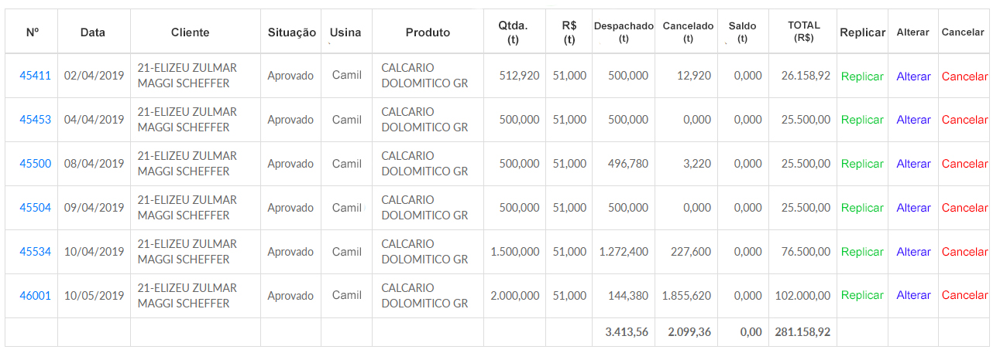 Nº Data Cliente Situação Usina Produto Qtda. (t) R$ (t) Despachado (t) Cancelado (t) Saldo (t) TOTAL (R$) Replicar Alterar Cancelar
45411 02/04/2019 21-ELIZEU ZULMAR MAGGI SCHEFFER Aprovado Camil CALCARIO DOLOMITICO GR 512,920 51,000 500,000 12,920 0,000 26.158,92 Replicar Alterar Cancelar
45453 04/04/2019 21-ELIZEU ZULMAR MAGGI SCHEFFER Aprovado Camil CALCARIO DOLOMITICO GR 500,000 51,000 500,000 0,000 0,000 25.500,00 Replicar Alterar Cancelar
45500 08/04/2019 21-ELIZEU ZULMAR MAGGI SCHEFFER Aprovado Camil CALCARIO DOLOMITICO GR 500,000 51,000 496,780 3,220 0,000 25.500,00 Replicar Alterar Cancelar
45504 09/04/2019 21-ELIZEU ZULMAR MAGGI SCHEFFER Aprovado Camil CALCARIO DOLOMITICO GR 500,000 51,000 500,000 0,000 0,000 25.500,00 Replicar Alterar Cancelar
45534 10/04/2019 21-ELIZEU ZULMAR MAGGI SCHEFFER Aprovado Camil CALCARIO DOLOMITICO GR 1.500,000 51,000 1.272,400 227,600 0,000 76.500,00 Replicar Alterar Cancelar
46001 10/05/2019 21-ELIZEU ZULMAR MAGGI SCHEFFER Aprovado Camil CALCARIO DOLOMITICO GR 2.000,000 51,000 144,380 1.855,620 0,000 102.000,00 Replicar Alterar Cancelar
3.413,56 2.099,36 0,00 281.158,92